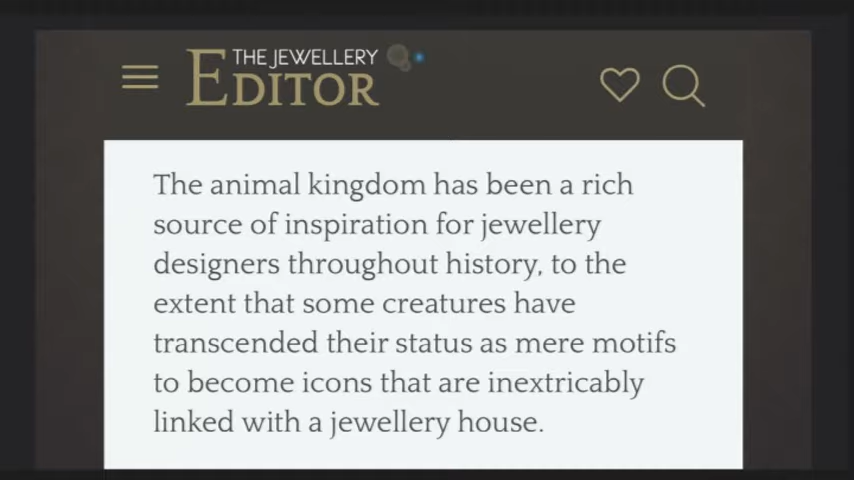 THE JEWELLERY
EDITOR
The animal kingdom has been a rich
source of inspiration for jewellery
designers throughout history, to the
extent that some creatures have
transcended their status as mere motifs
to become icons that are inextricably
linked with a jewellery house.